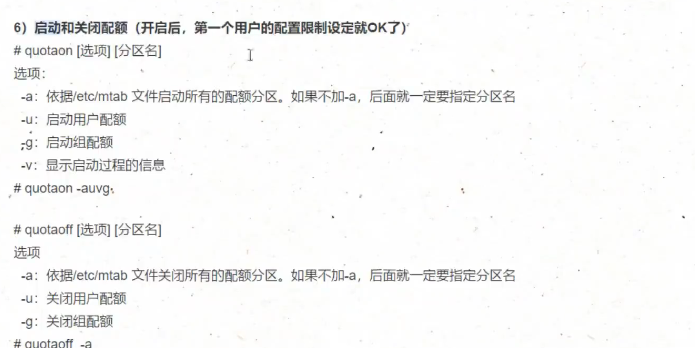 6）启动和关闭配额（开启后，第一个用户的配置限制设定就OK了）
# quotaon [选项] [分区名]
选项：
-a：依据/etc/mtab 文件启动所有的配额分区。如果不加-a，后面就一定要指定分区名
-u：启动用户配额
-g：启动组配额
-v：显示启动过程的信息
# quotaon -auvg
# quotaoff [选项] [分区名]
选项
-a：依据/etc/mtab 文件关闭所有的配额分区。如果不加-a，后面就一定要指定分区名
-u：关闭用户配额
-g：关闭组配额
# quotaoff -a